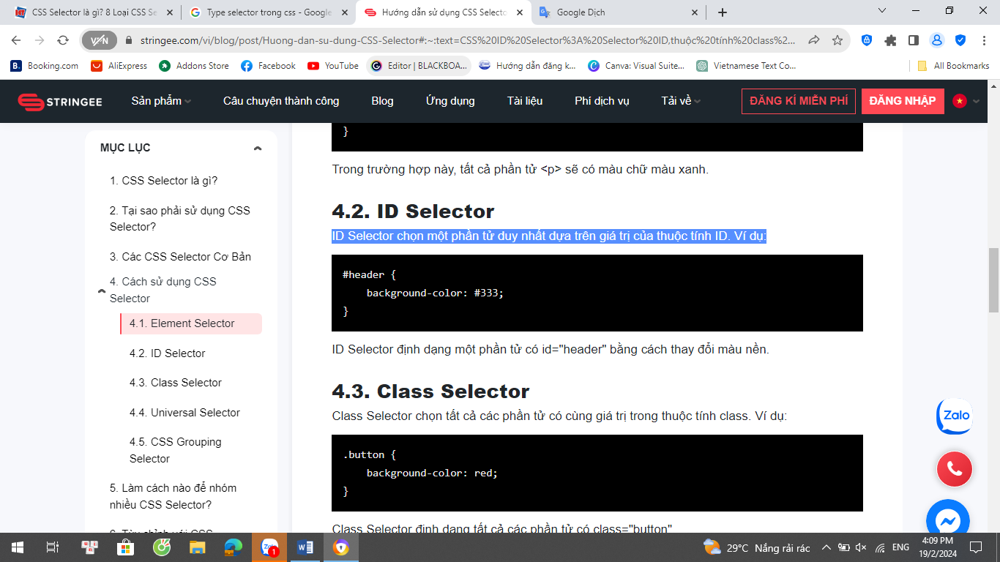 CSS Selector là gì? 8 Loại CSS Se
Type selector trong css - Google
Hướng dẫn sử dụng CSS Selecto
Google Dịch
VPN
stringee.com/vi/blog/post/Huong-dan-su-dung-CSS-Selector#:~:text=CSS%20ID%20Selector%3A%20Selector%20ID,thuộc%20tính%20class%2...
Booking.com
AliExpress
Addons Store
Facebook
YouTube
Editor | BLACKBOA...
Hướng dẫn đăng k...
Canva: Visual Suite...
Vietnamese Text Co...
All Bookmarks
STRINGEE
Sản phẩm
Câu chuyện thành công
Blog
Ứng dụng
Tài liệu
Phí dịch vụ
Tải về
ĐĂNG KÍ MIỄN PHÍ
ĐĂNG NHẬP
MỤC LỤC
1. CSS Selector là gì?
2. Tại sao phải sử dụng CSS
Selector?
3. Các CSS Selector Cơ Bản
4. Cách sử dụng CSS
Selector
4.1. Element Selector
4.2. ID Selector
4.3. Class Selector
4.4. Universal Selector
4.5. CSS Grouping
Selector
5. Làm cách nào để nhóm
nhiều CSS Selector?
}
Trong trường hợp này, tất cả phần tử <p> sẽ có màu chữ màu xanh.
4.2. ID Selector
ID Selector chọn một phần tử duy nhất dựa trên giá trị của thuộc tính ID. Ví dụ:
#header {
background-color: #333;
}
ID Selector định dạng một phần tử có id="header" bằng cách thay đổi màu nền.
4.3. Class Selector
Class Selector chọn tất cả các phần tử có cùng giá trị trong thuộc tính class. Ví dụ:
.button {
background-color: red;
}
Class Selector định dạng tất cả các phần tử có class="button"
Zalo
Zalo
1
29°C Nắng rải rác
ENG
4:09 PM
19/2/2024